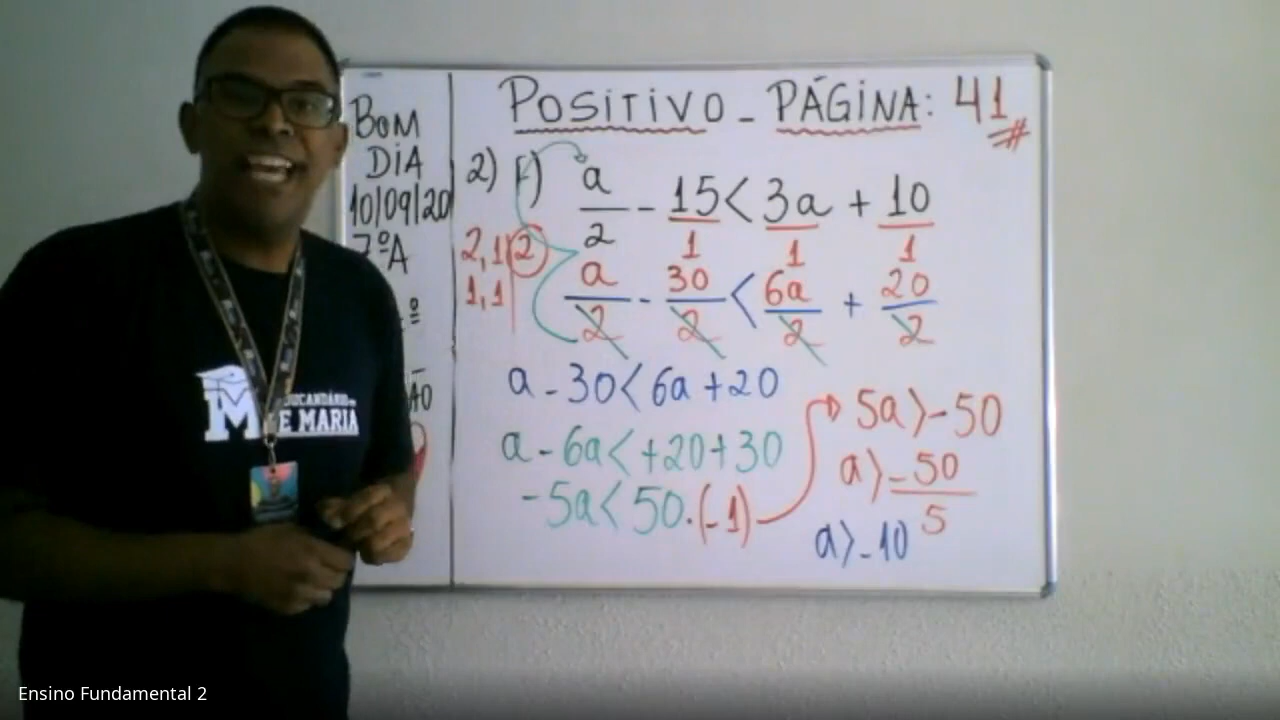 BOM
DIA
10/09/20
7ºA
POSITIVO - PÁGINA: 41
2) f) a/2 - 15/1 < 3a/1 + 10/1
2,1|2
1,1|
a/2 - 30/2 < 6a/2 + 20/2
a - 30 < 6a + 20
a - 6a < +20 + 30
-5a < 50 . (-1)
5a > -50
a > -50/5
a > -10
M
E MARIA
Ensino Fundamental 2